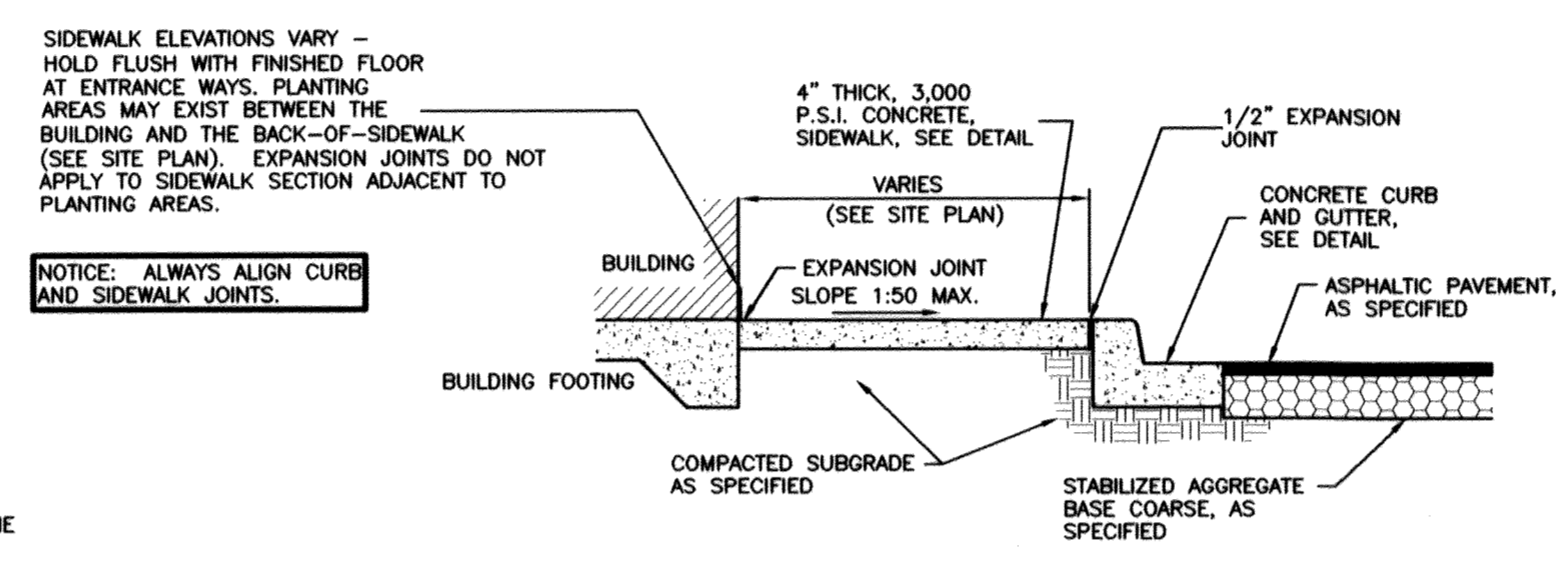 SIDEWALK ELEVATIONS VARY –
HOLD FLUSH WITH FINISHED FLOOR
AT ENTRANCE WAYS. PLANTING
AREAS MAY EXIST BETWEEN THE
BUILDING AND THE BACK–OF–SIDEWALK
(SEE SITE PLAN). EXPANSION JOINTS DO NOT
APPLY TO SIDEWALK SECTION ADJACENT TO
PLANTING AREAS.
NOTICE: ALWAYS ALIGN CURB
AND SIDEWALK JOINTS.
4" THICK, 3,000
P.S.I. CONCRETE,
SIDEWALK, SEE DETAIL
1/2" EXPANSION
JOINT
VARIES
(SEE SITE PLAN)
CONCRETE CURB
AND GUTTER,
SEE DETAIL
BUILDING
EXPANSION JOINT
SLOPE 1:50 MAX.
ASPHALTIC PAVEMENT,
AS SPECIFIED
BUILDING FOOTING
COMPACTED SUBGRADE
AS SPECIFIED
STABILIZED AGGREGATE
BASE COARSE, AS
SPECIFIED